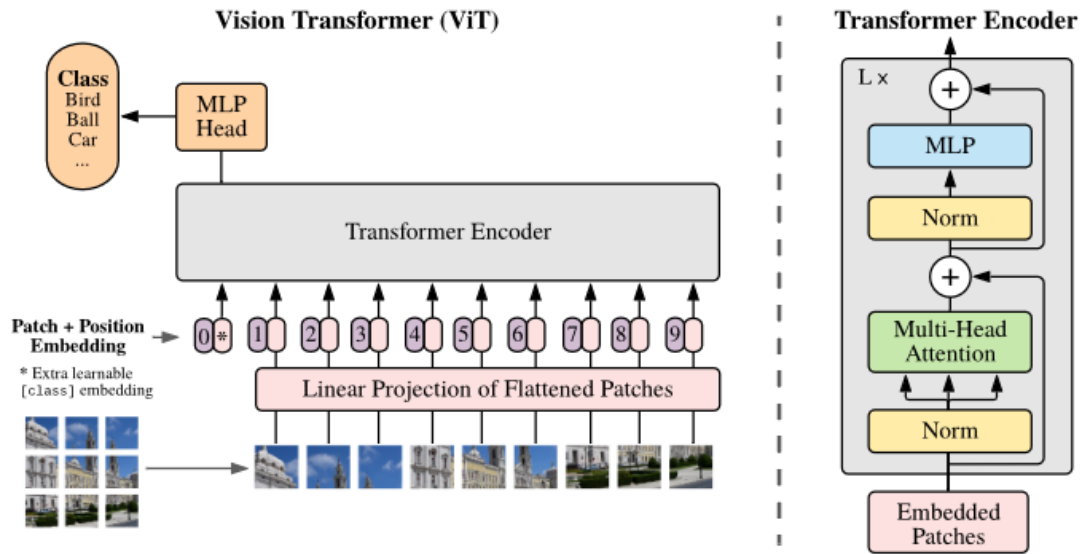 Vision Transformer (ViT)
Class
Bird
Ball
Car
...
MLP
Head
Transformer Encoder
Patch + Position
Embedding
0 * 1 2 3 4 5 6 7 8 9
* Extra learnable
[class] embedding
Linear Projection of Flattened Patches
Transformer Encoder
L ×
+
MLP
Norm
+
Multi-Head
Attention
Norm
Embedded
Patches